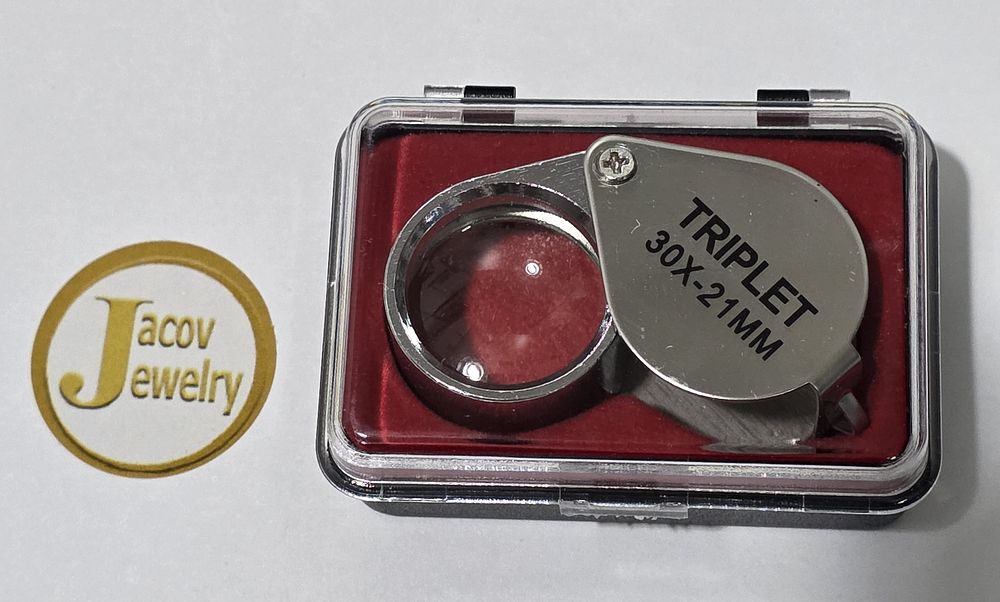 Jacov
Jewelry
TRIPLET
30X-21MM